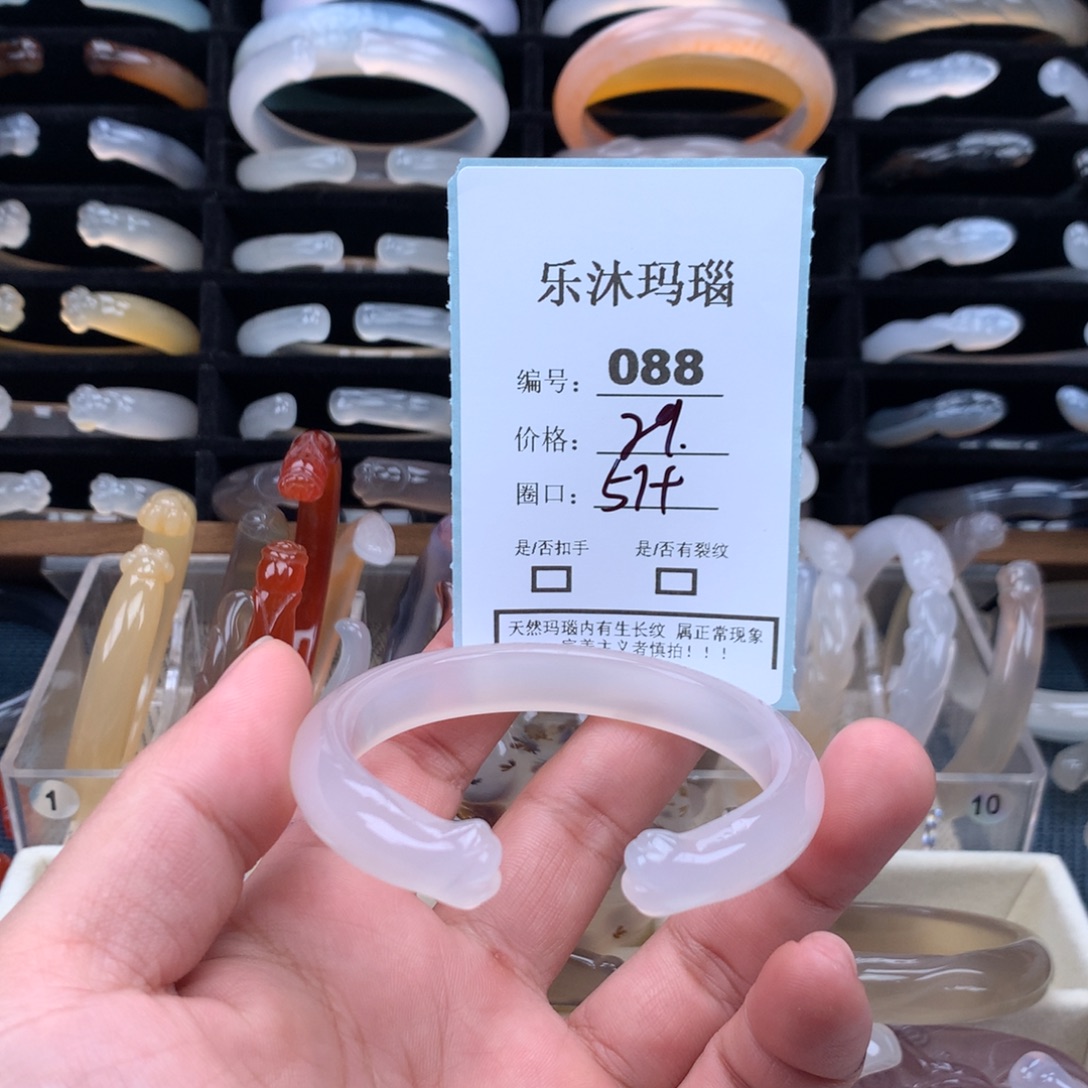 乐沐玛瑙
编号： 088
价格： 29.
圈口： 57+
是/否扣手 是/否有裂纹
天然玛瑙内有生长纹 属正常现象
完美主义者慎拍！！！
1
10